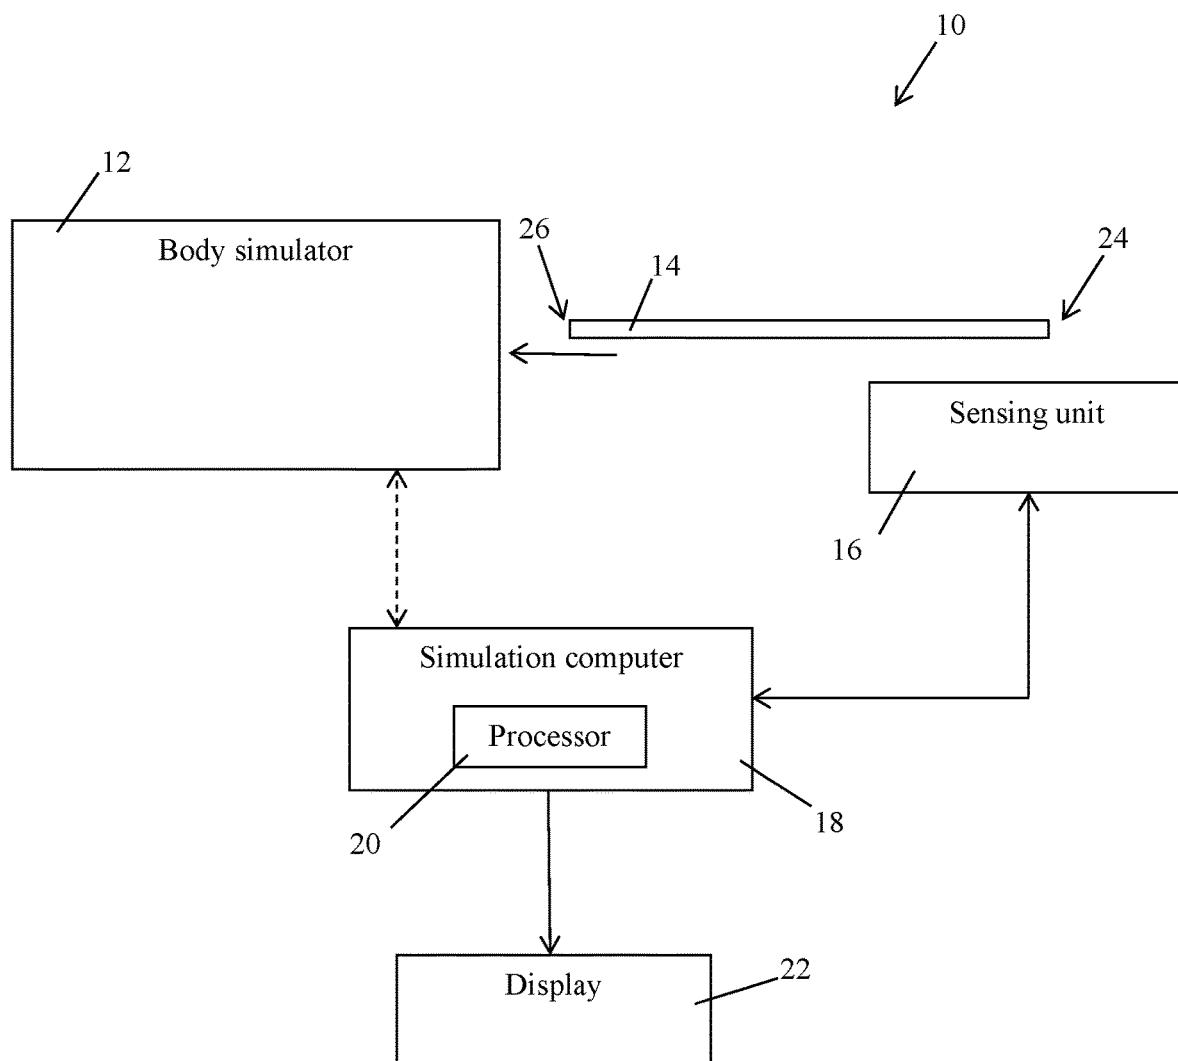 10
12
Body simulator
26
14
24
Sensing unit
16
Simulation computer
Processor
20
18
Display
22